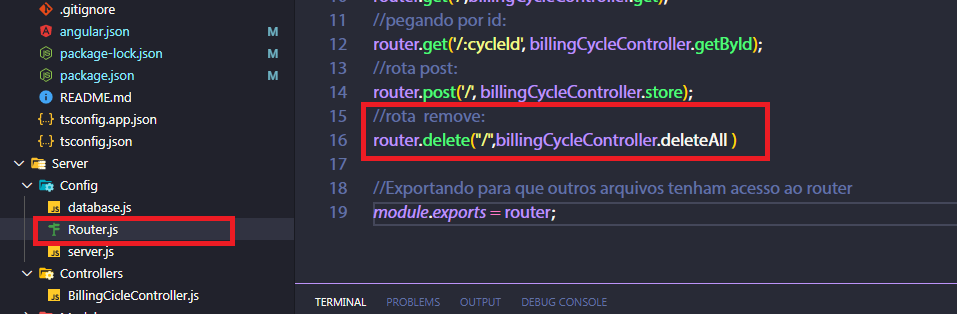 .gitignore
angular.json M
package-lock.json M
package.json M
README.md
tsconfig.app.json
tsconfig.json
Server
Config
database.js
Router.js
server.js
Controllers
BillingCicleController.js
11 //pegando por id:
12 router.get('/:cycleId', billingCycleController.getById);
13 //rota post:
14 router.post('/', billingCycleController.store);
15 //rota remove:
16 router.delete("/",billingCycleController.deleteAll )
17
18 //Exportando para que outros arquivos tenham acesso ao router
19 module.exports = router;
TERMINAL PROBLEMS OUTPUT DEBUG CONSOLE